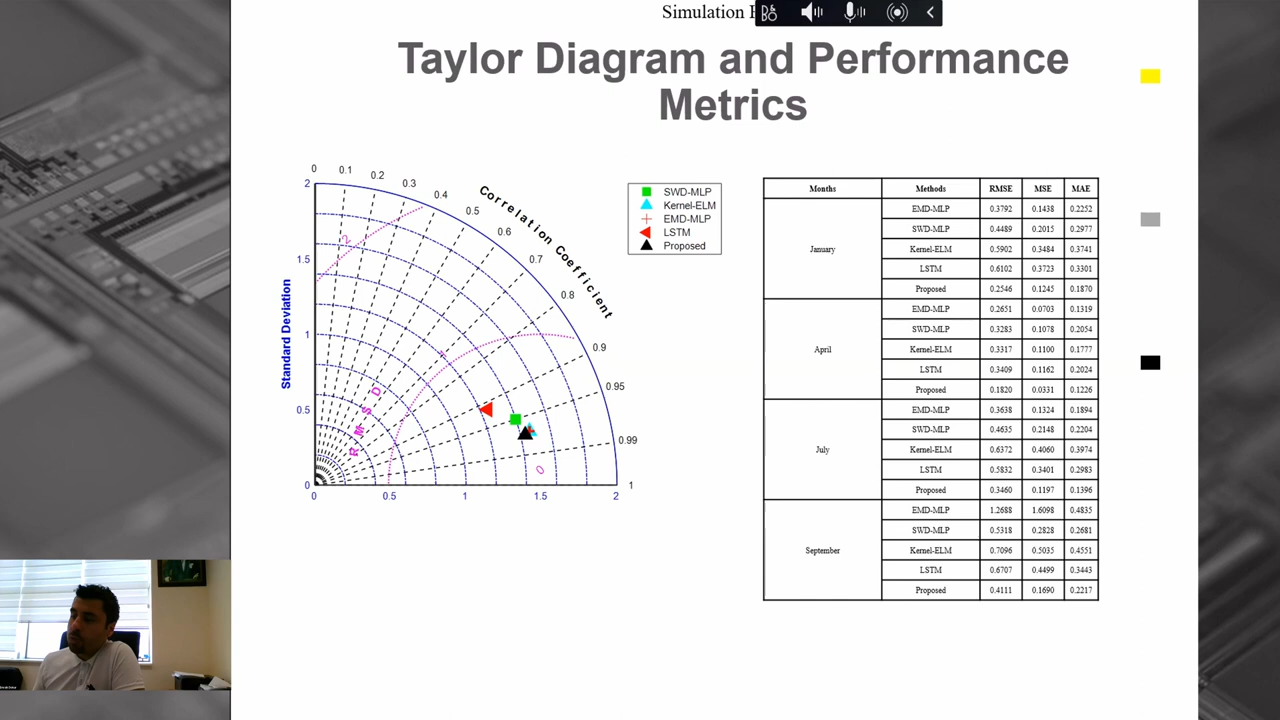 Simulation
Taylor Diagram and Performance
Metrics
0
0.1
0.2
0.3
0.4
0.5
0.6
0.7
0.8
0.9
0.95
0.99
1
Correlation Coefficient
2
1.5
1
0.5
0
Standard Deviation
0 0.5 1 1.5 2
2
1
0
RMSD
SWD-MLP
Kernel-ELM
EMD-MLP
LSTM
Proposed
Months Methods RMSE MSE MAE
January
EMD-MLP 0.3792 0.1438 0.2252
SWD-MLP 0.4489 0.2015 0.2977
Kernel-ELM 0.5902 0.3484 0.3741
LSTM 0.6102 0.3723 0.3301
Proposed 0.2546 0.1245 0.1870
April
EMD-MLP 0.2651 0.0703 0.1319
SWD-MLP 0.3283 0.1078 0.2054
Kernel-ELM 0.3317 0.1100 0.1777
LSTM 0.3409 0.1162 0.2024
Proposed 0.1820 0.0331 0.1226
July
EMD-MLP 0.3638 0.1324 0.1894
SWD-MLP 0.4635 0.2148 0.2204
Kernel-ELM 0.6372 0.4060 0.3974
LSTM 0.5832 0.3401 0.2983
Proposed 0.3460 0.1197 0.1396
September
EMD-MLP 1.2688 1.6098 0.4835
SWD-MLP 0.5318 0.2828 0.2681
Kernel-ELM 0.7096 0.5035 0.4551
LSTM 0.6707 0.4499 0.3443
Proposed 0.4111 0.1690 0.2217